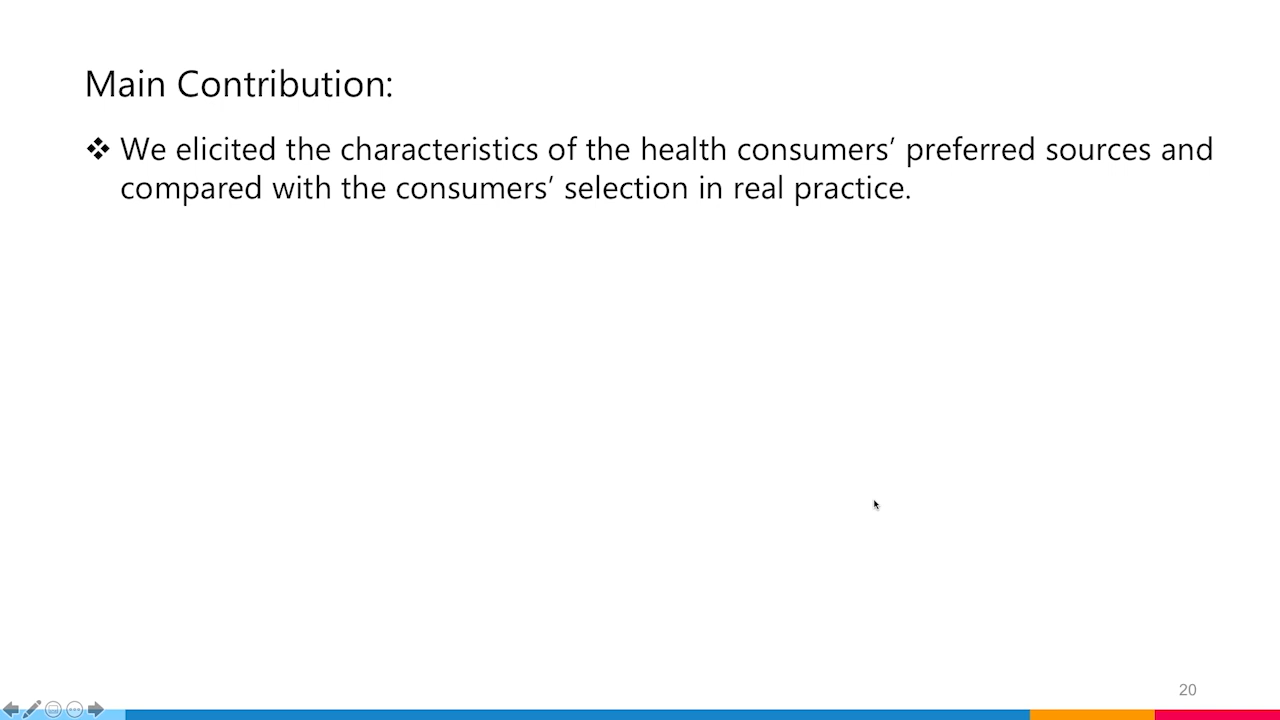 Main Contribution:
❖ We elicited the characteristics of the health consumers’ preferred sources and
compared with the consumers’ selection in real practice.
20